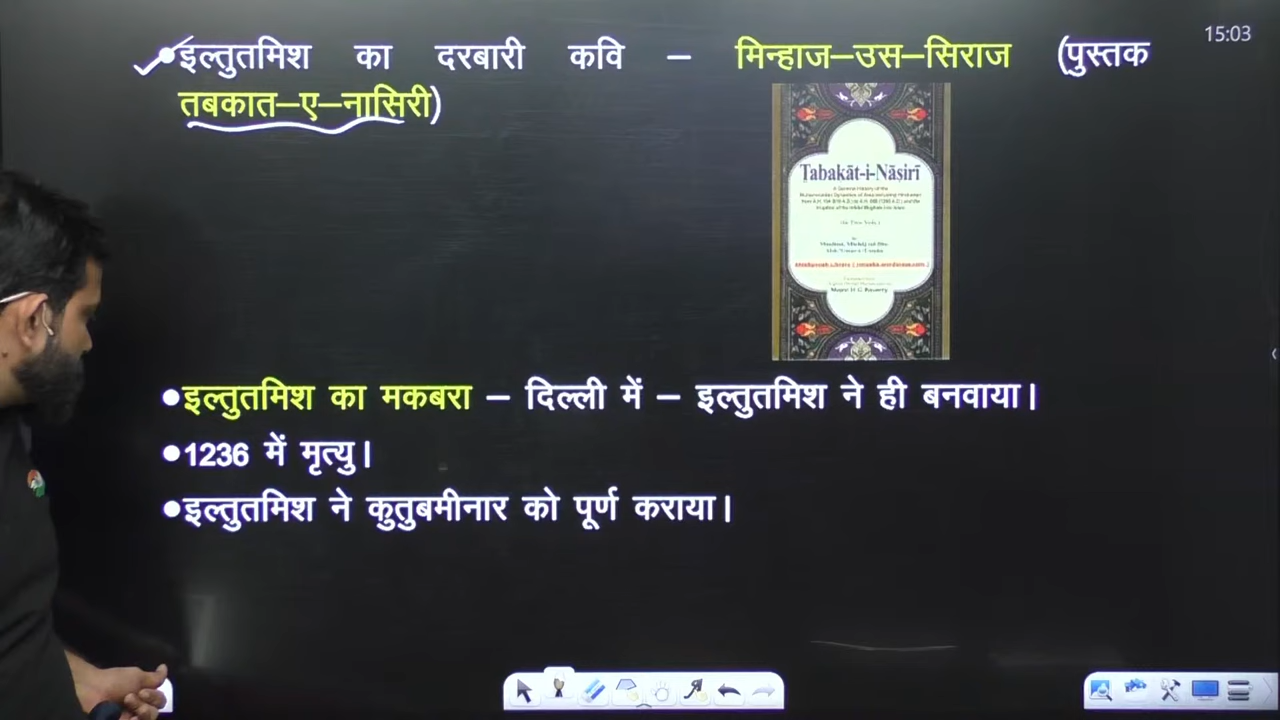 15:03
इल्तुतमिश का दरबारी कवि – मिन्हाज–उस–सिराज (पुस्तक
तबकात–ए–नासिरी)
Tabakāt-i-Nāṣirī
•इल्तुतमिश का मकबरा – दिल्ली में – इल्तुतमिश ने ही बनवाया।
•1236 में मृत्यु।
•इल्तुतमिश ने कुतुबमीनार को पूर्ण कराया।